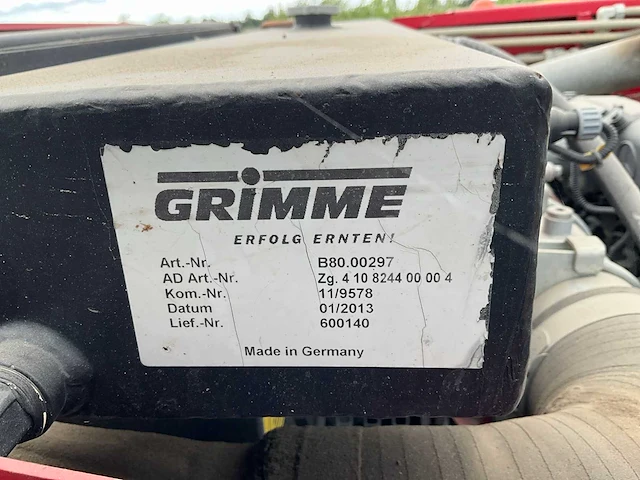 GRIMME
ERFOLG ERNTEN!
Art.-Nr. B80.00297
AD Art.-Nr. Zg. 4 10 8244 00 00 4
Kom.-Nr. 11/9578
Datum 01/2013
Lief.-Nr. 600140
Made in Germany